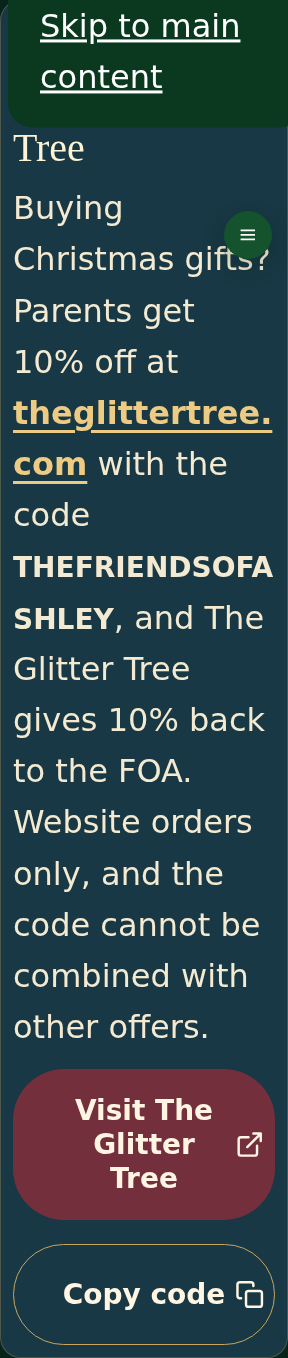 Skip to main
content
Tree
Buying
Christmas gifts?
Parents get
10% off at
theglittertree.
com with the
code
THEFRIENDSOFA
SHLEY, and The
Glitter Tree
gives 10% back
to the FOA.
Website orders
only, and the
code cannot be
combined with
other offers.
Visit The
Glitter
Tree
Copy code